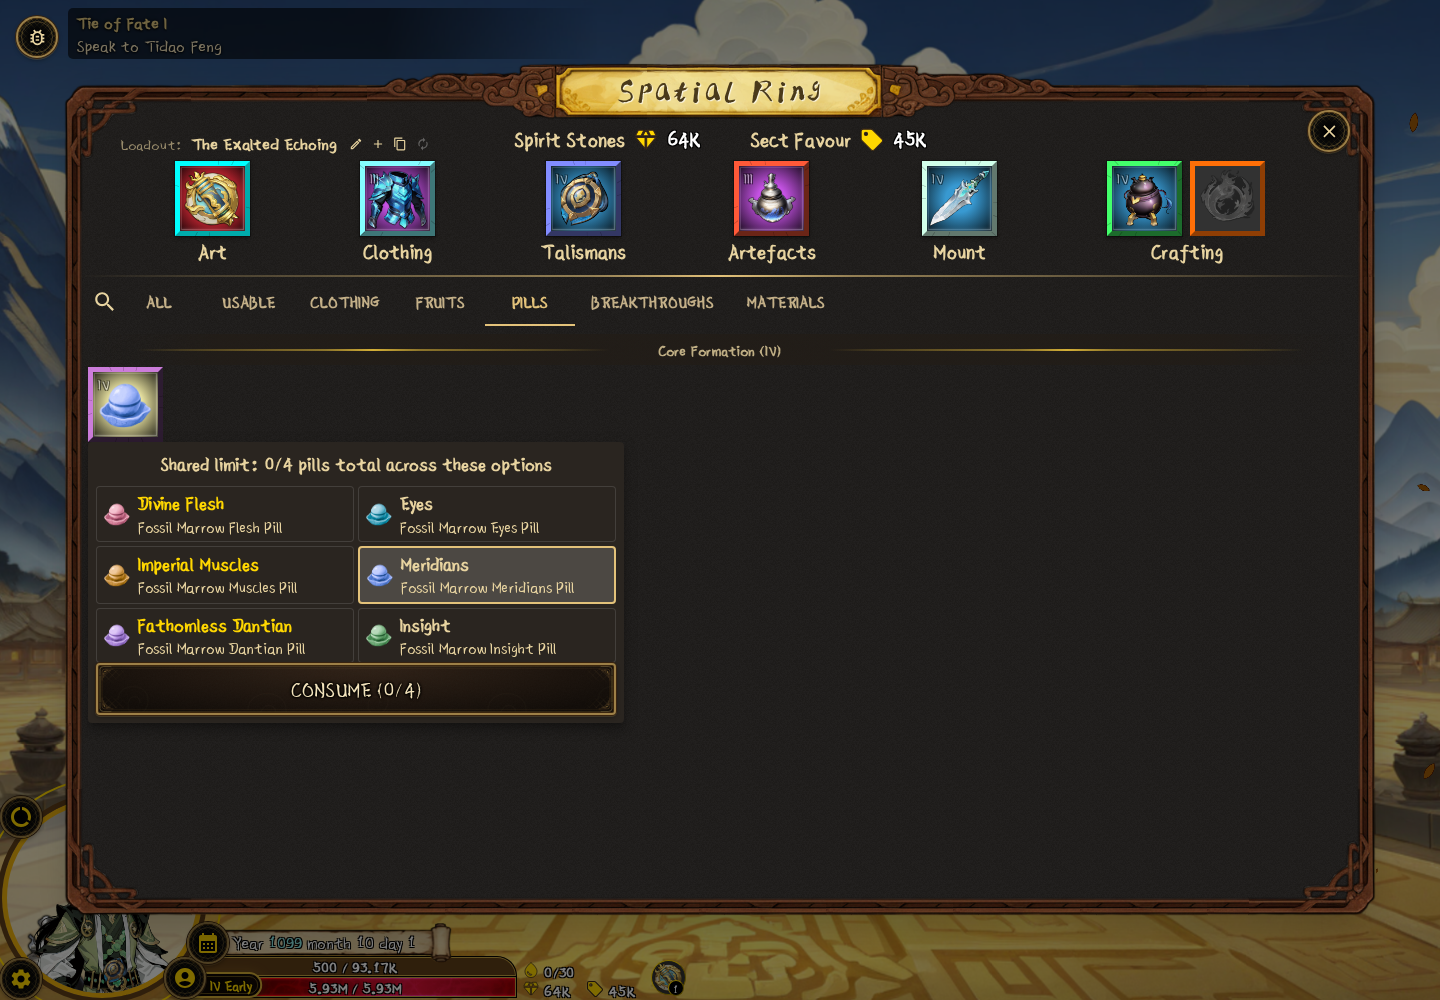 Tie of Fate I
Speak to Tidao Feng
Spatial Ring
Loadout: The Exalted Echoing
Spirit Stones 64K
Sect Favour 45K
III
IV
III
IV
IV
Art
Clothing
Talismans
Artefacts
Mount
Crafting
ALL
USABLE
CLOTHING
FRUITS
PILLS
BREAKTHROUGHS
MATERIALS
Core Formation (IV)
IV
Shared limit: 0/4 pills total across these options
Divine Flesh
Fossil Marrow Flesh Pill
Eyes
Fossil Marrow Eyes Pill
Imperial Muscles
Fossil Marrow Muscles Pill
Meridians
Fossil Marrow Meridians Pill
Fathomless Dantian
Fossil Marrow Dantian Pill
Insight
Fossil Marrow Insight Pill
CONSUME (0/4)
Year 1099 month 10 day 1
500 / 93.17K
IV Early
5.93M / 5.93M
0/30
64K
45K
f